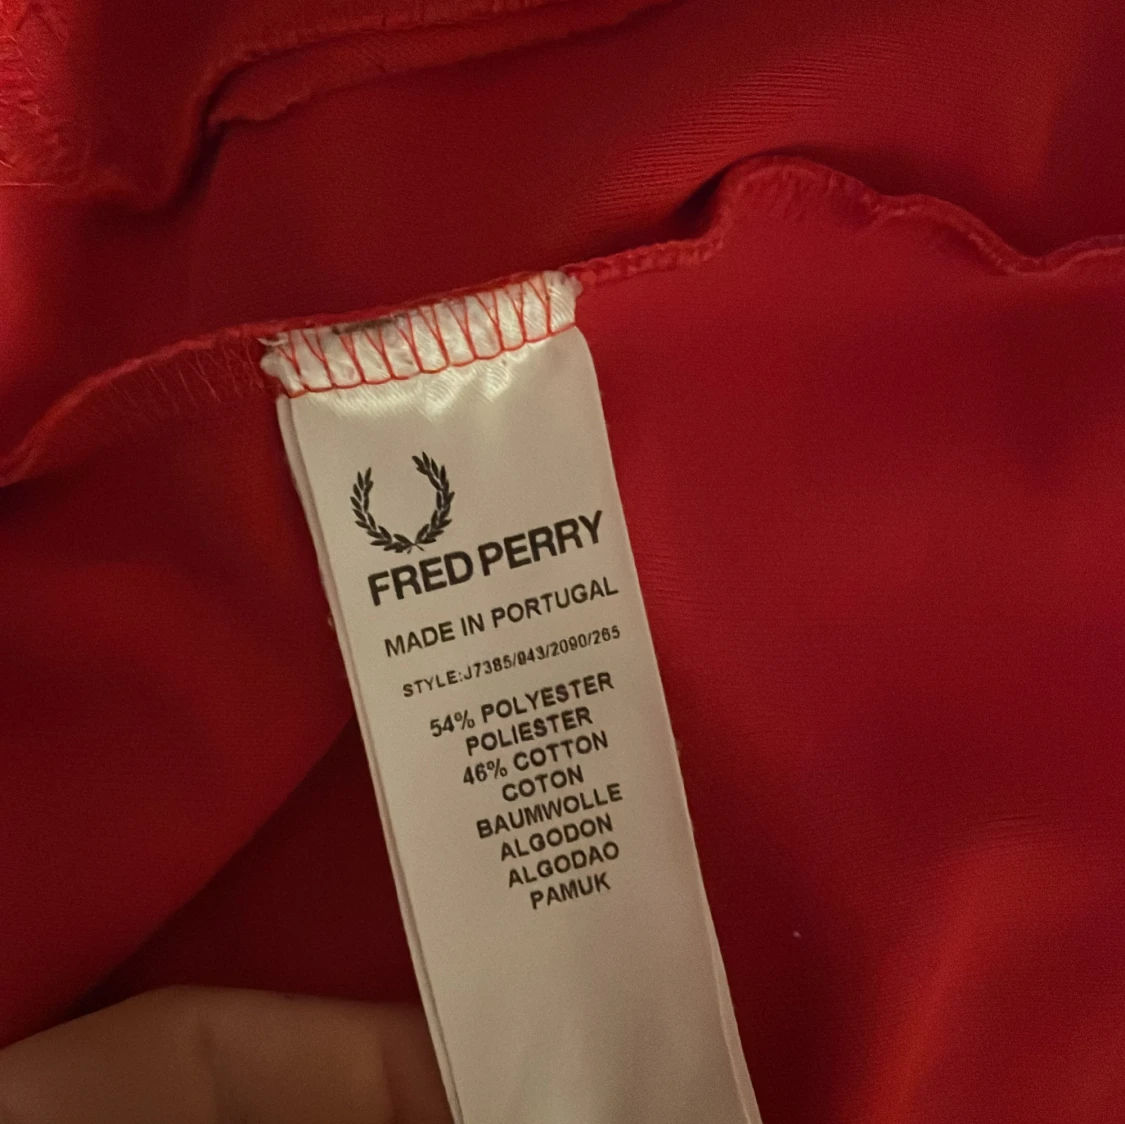 FRED PERRY
MADE IN PORTUGAL
STYLE:J7385/943/2090/265
54% POLYESTER
POLIESTER
46% COTTON
COTON
BAUMWOLLE
ALGODON
ALGODAO
PAMUK